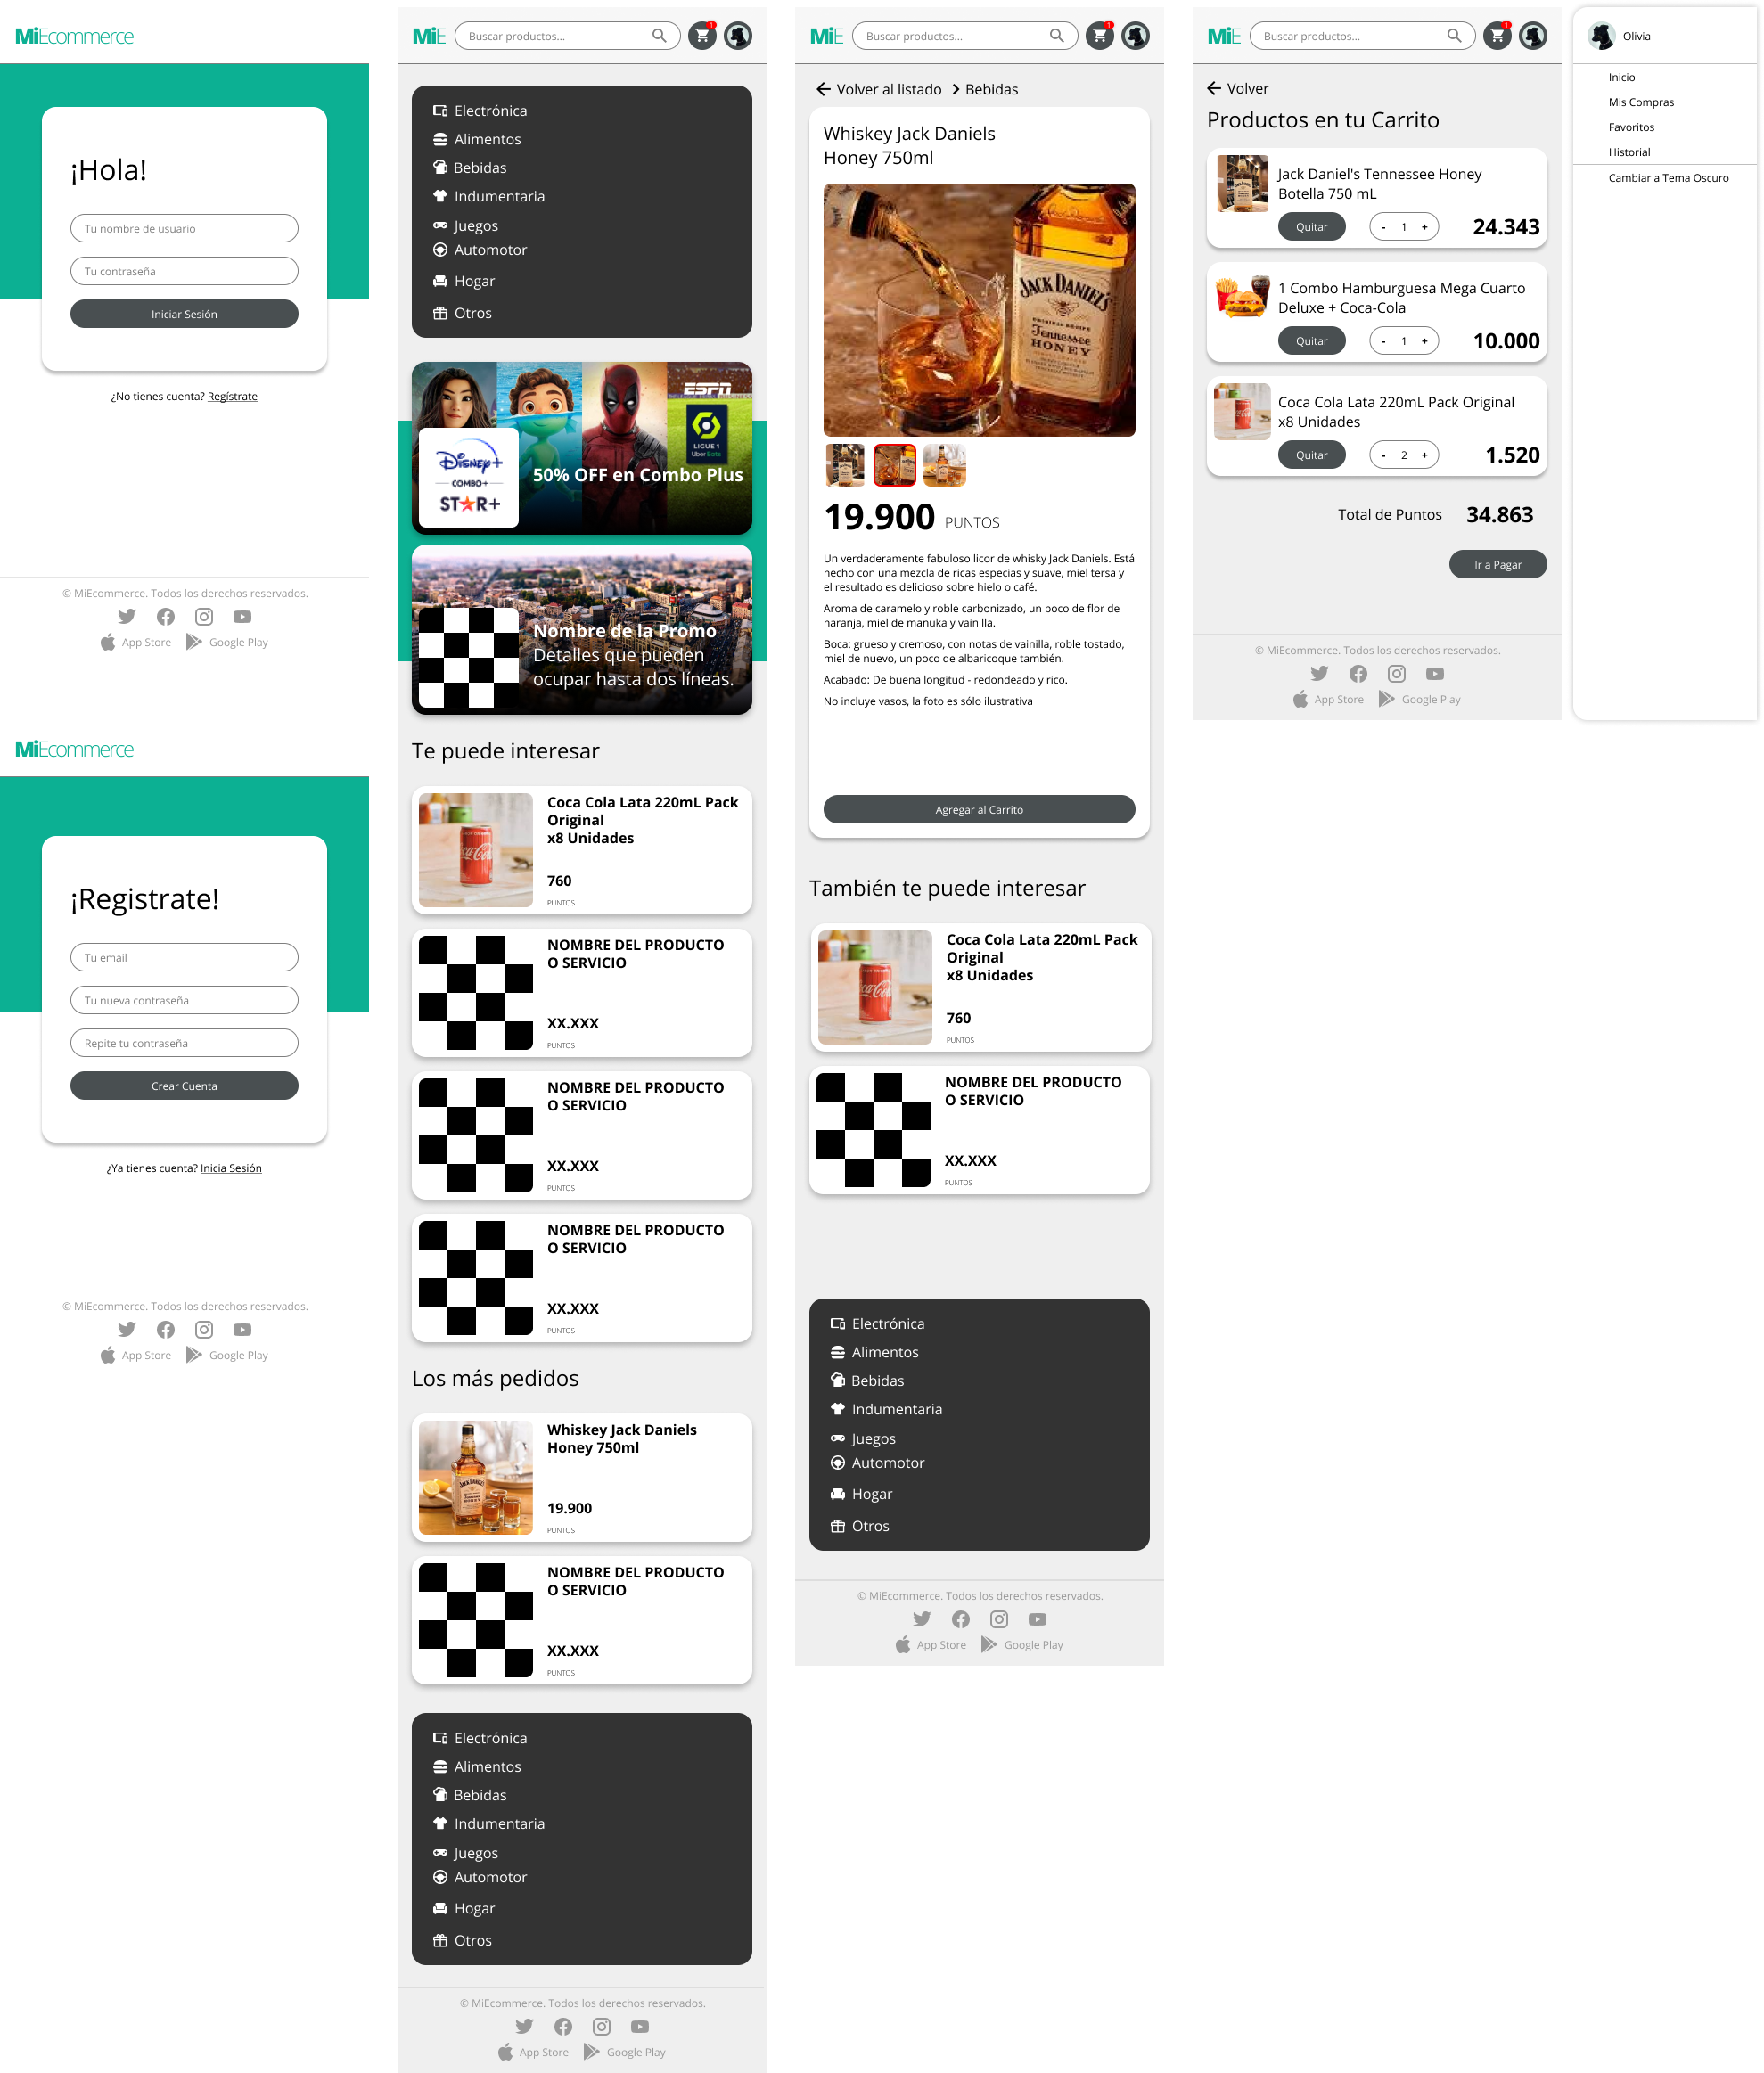 MiEcommerce
¡Hola!
Tu nombre de usuario
Tu contraseña
Iniciar Sesión
¿No tienes cuenta? Regístrate
© MiEcommerce. Todos los derechos reservados.
App Store
Google Play
MiEcommerce
¡Registrate!
Tu email
Tu nueva contraseña
Repite tu contraseña
Crear Cuenta
¿Ya tienes cuenta? Inicia Sesión
© MiEcommerce. Todos los derechos reservados.
App Store
Google Play
MiE
Buscar productos...
1
Electrónica
Alimentos
Bebidas
Indumentaria
Juegos
Automotor
Hogar
Otros
ESPN
LIGUE 1
Uber Eats
Disney+
COMBO+
STAR+
50% OFF en Combo Plus
Nombre de la Promo
Detalles que pueden
ocupar hasta dos líneas.
Te puede interesar
Coca Cola Lata 220mL Pack
Original
x8 Unidades
760
PUNTOS
NOMBRE DEL PRODUCTO
O SERVICIO
XX.XXX
PUNTOS
NOMBRE DEL PRODUCTO
O SERVICIO
XX.XXX
PUNTOS
NOMBRE DEL PRODUCTO
O SERVICIO
XX.XXX
PUNTOS
Los más pedidos
Whiskey Jack Daniels
Honey 750ml
19.900
PUNTOS
NOMBRE DEL PRODUCTO
O SERVICIO
XX.XXX
PUNTOS
Electrónica
Alimentos
Bebidas
Indumentaria
Juegos
Automotor
Hogar
Otros
© MiEcommerce. Todos los derechos reservados.
App Store
Google Play
MiE
Buscar productos...
1
Volver al listado
Bebidas
Whiskey Jack Daniels
Honey 750ml
JACK DANIEL'S
Tennessee
HONEY
19.900 PUNTOS
Un verdaderamente fabuloso licor de whisky Jack Daniels. Está
hecho con una mezcla de ricas especias y suave, miel tersa y
el resultado es delicioso sobre hielo o café.
Aroma de caramelo y roble carbonizado, un poco de flor de
naranja, miel de manuka y vainilla.
Boca: grueso y cremoso, con notas de vainilla, roble tostado,
miel de nuevo, un poco de albaricoque también.
Acabado: De buena longitud - redondeado y rico.
No incluye vasos, la foto es sólo ilustrativa
Agregar al Carrito
También te puede interesar
Coca Cola Lata 220mL Pack
Original
x8 Unidades
760
PUNTOS
NOMBRE DEL PRODUCTO
O SERVICIO
XX.XXX
PUNTOS
Electrónica
Alimentos
Bebidas
Indumentaria
Juegos
Automotor
Hogar
Otros
© MiEcommerce. Todos los derechos reservados.
App Store
Google Play
MiE
Buscar productos...
1
Volver
Productos en tu Carrito
Jack Daniel's Tennessee Honey
Botella 750 mL
Quitar
- 1 +
24.343
1 Combo Hamburguesa Mega Cuarto
Deluxe + Coca-Cola
Quitar
- 1 +
10.000
Coca Cola Lata 220mL Pack Original
x8 Unidades
Quitar
- 2 +
1.520
Total de Puntos
34.863
Ir a Pagar
© MiEcommerce. Todos los derechos reservados.
App Store
Google Play
Olivia
Inicio
Mis Compras
Favoritos
Historial
Cambiar a Tema Oscuro